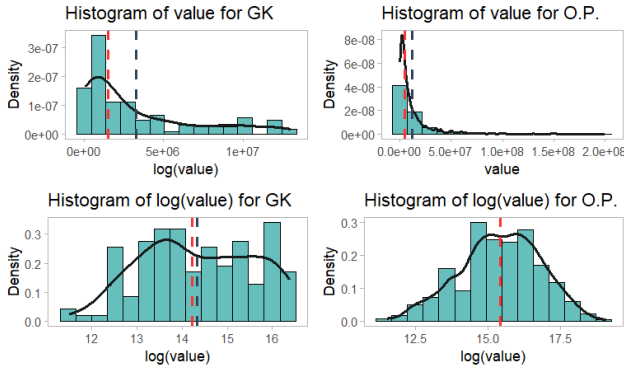 Histogram of value for GK
Density
3e-07
2e-07
1e-07
0e+00
0e+00 5e+06 1e+07
log(value)
Histogram of value for O.P.
Density
8e-08
6e-08
4e-08
2e-08
0e+00
0.0e+00 5.0e+07 1.0e+08 1.5e+08 2.0e+08
value
Histogram of log(value) for GK
Density
0.3
0.2
0.1
0.0
12 13 14 15 16
log(value)
Histogram of log(value) for O.P.
Density
0.3
0.2
0.1
0.0
12.5 15.0 17.5
log(value)